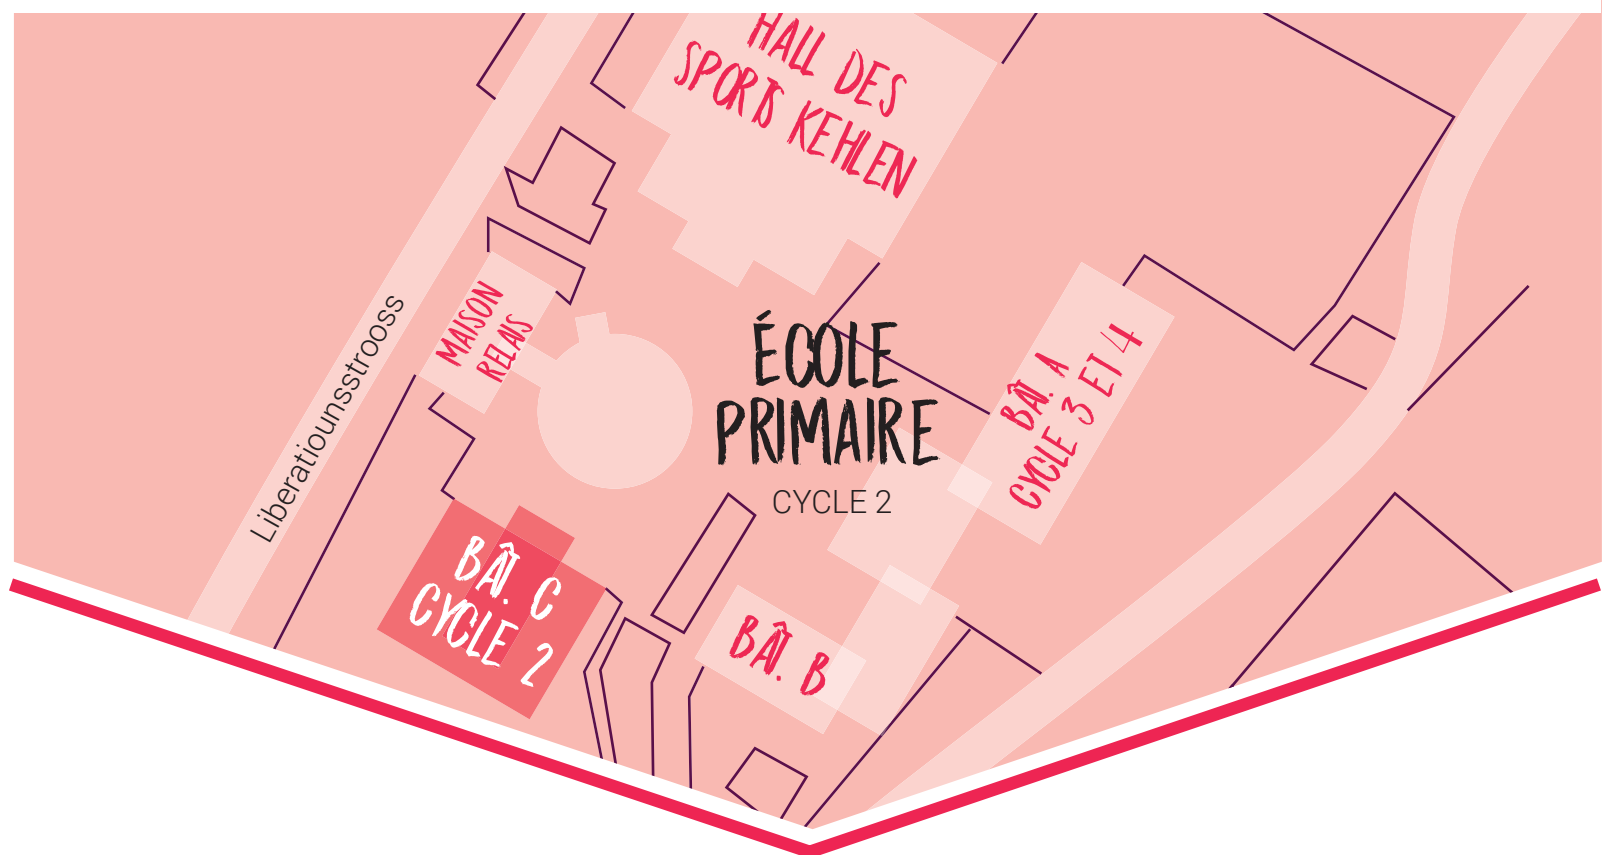 HALL DES
SPORTS KEHLEN
MAISON
RELAIS
Liberatiounsstrooss
ÉCOLE
PRIMAIRE
CYCLE 2
BÂT. A
CYCLE 3 ET 4
BÂT. C
CYCLE 2
BÂT. B